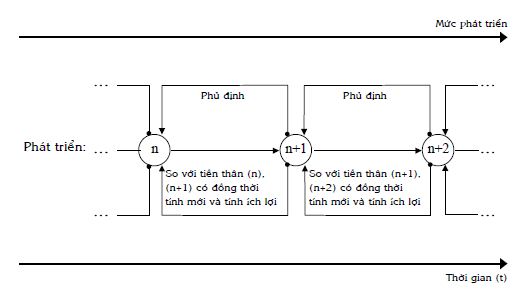 Mức phát triển
... ...
Phủ định Phủ định
Phát triển: ... n n+1 n+2 ...
So với tiền thân (n),
(n+1) có đồng thời
tính mới và tính ích lợi
So với tiền thân (n+1),
(n+2) có đồng thời
tính mới và tính ích lợi
... ...
Thời gian (t)